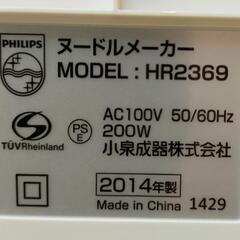 PHILIPS
ヌードルメーカー
MODEL : HR2369
TÜVRheinland
PS
E
AC100V 50/60Hz
200W
小泉成器株式会社
2014年製
Made in China 1429